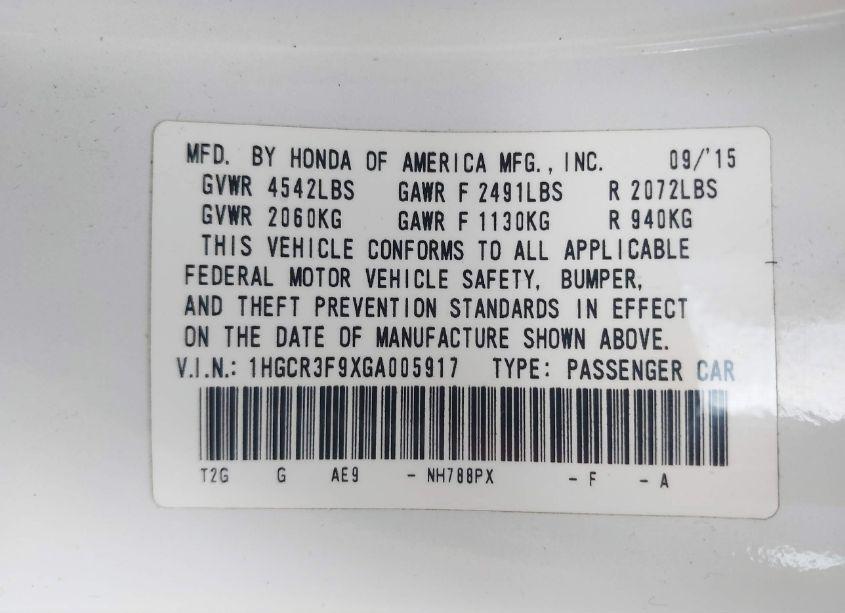 MFD. BY HONDA OF AMERICA MFG., INC. 09/'15
GVWR 4542LBS GAWR F 2491LBS R 2072LBS
GVWR 2060KG GAWR F 1130KG R 940KG
THIS VEHICLE CONFORMS TO ALL APPLICABLE
FEDERAL MOTOR VEHICLE SAFETY, BUMPER,
AND THEFT PREVENTION STANDARDS IN EFFECT
ON THE DATE OF MANUFACTURE SHOWN ABOVE.
V.I.N.: 1HGCR3F9XGA005917 TYPE: PASSENGER CAR
T2G G AE9 - NH788PX - F - A